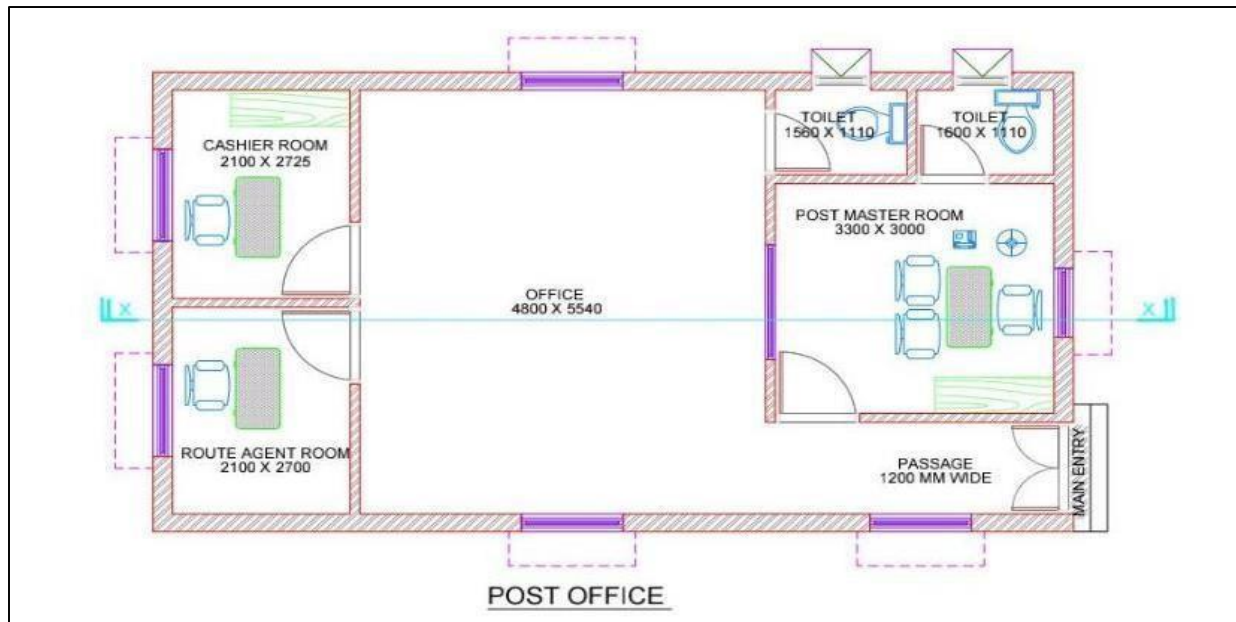 CASHIER ROOM
2100 X 2725
TOILET
1560 X 1110
TOILET
1600 X 1110
POST MASTER ROOM
3300 X 3000
OFFICE
4800 X 5540
X
X
ROUTE AGENT ROOM
2100 X 2700
PASSAGE
1200 MM WIDE
MAIN ENTRY
POST OFFICE